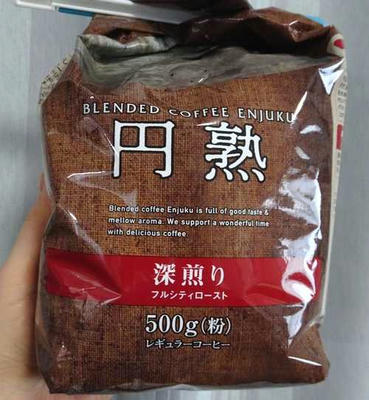 BLENDED COFFEE ENJUKU
円熟
Blended coffee Enjuku is full of good taste &
mellow aroma. We support a wonderful time
with delicious coffee.
深煎り
フルシティロースト
500g(粉)
レギュラーコーヒー